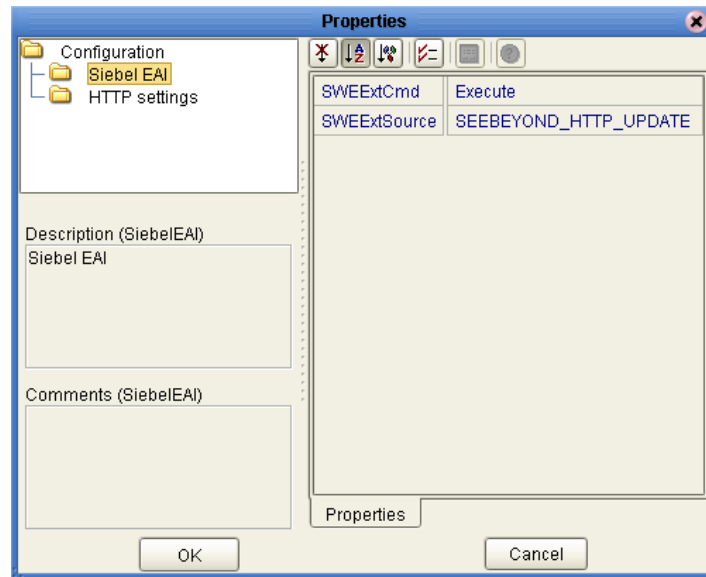 Properties
Configuration
Siebel EAI
HTTP settings
SWEExtCmd Execute
SWEExtSource SEEBEYOND_HTTP_UPDATE
Description (SiebelEAI)
Siebel EAI
Comments (SiebelEAI)
Properties
OK Cancel